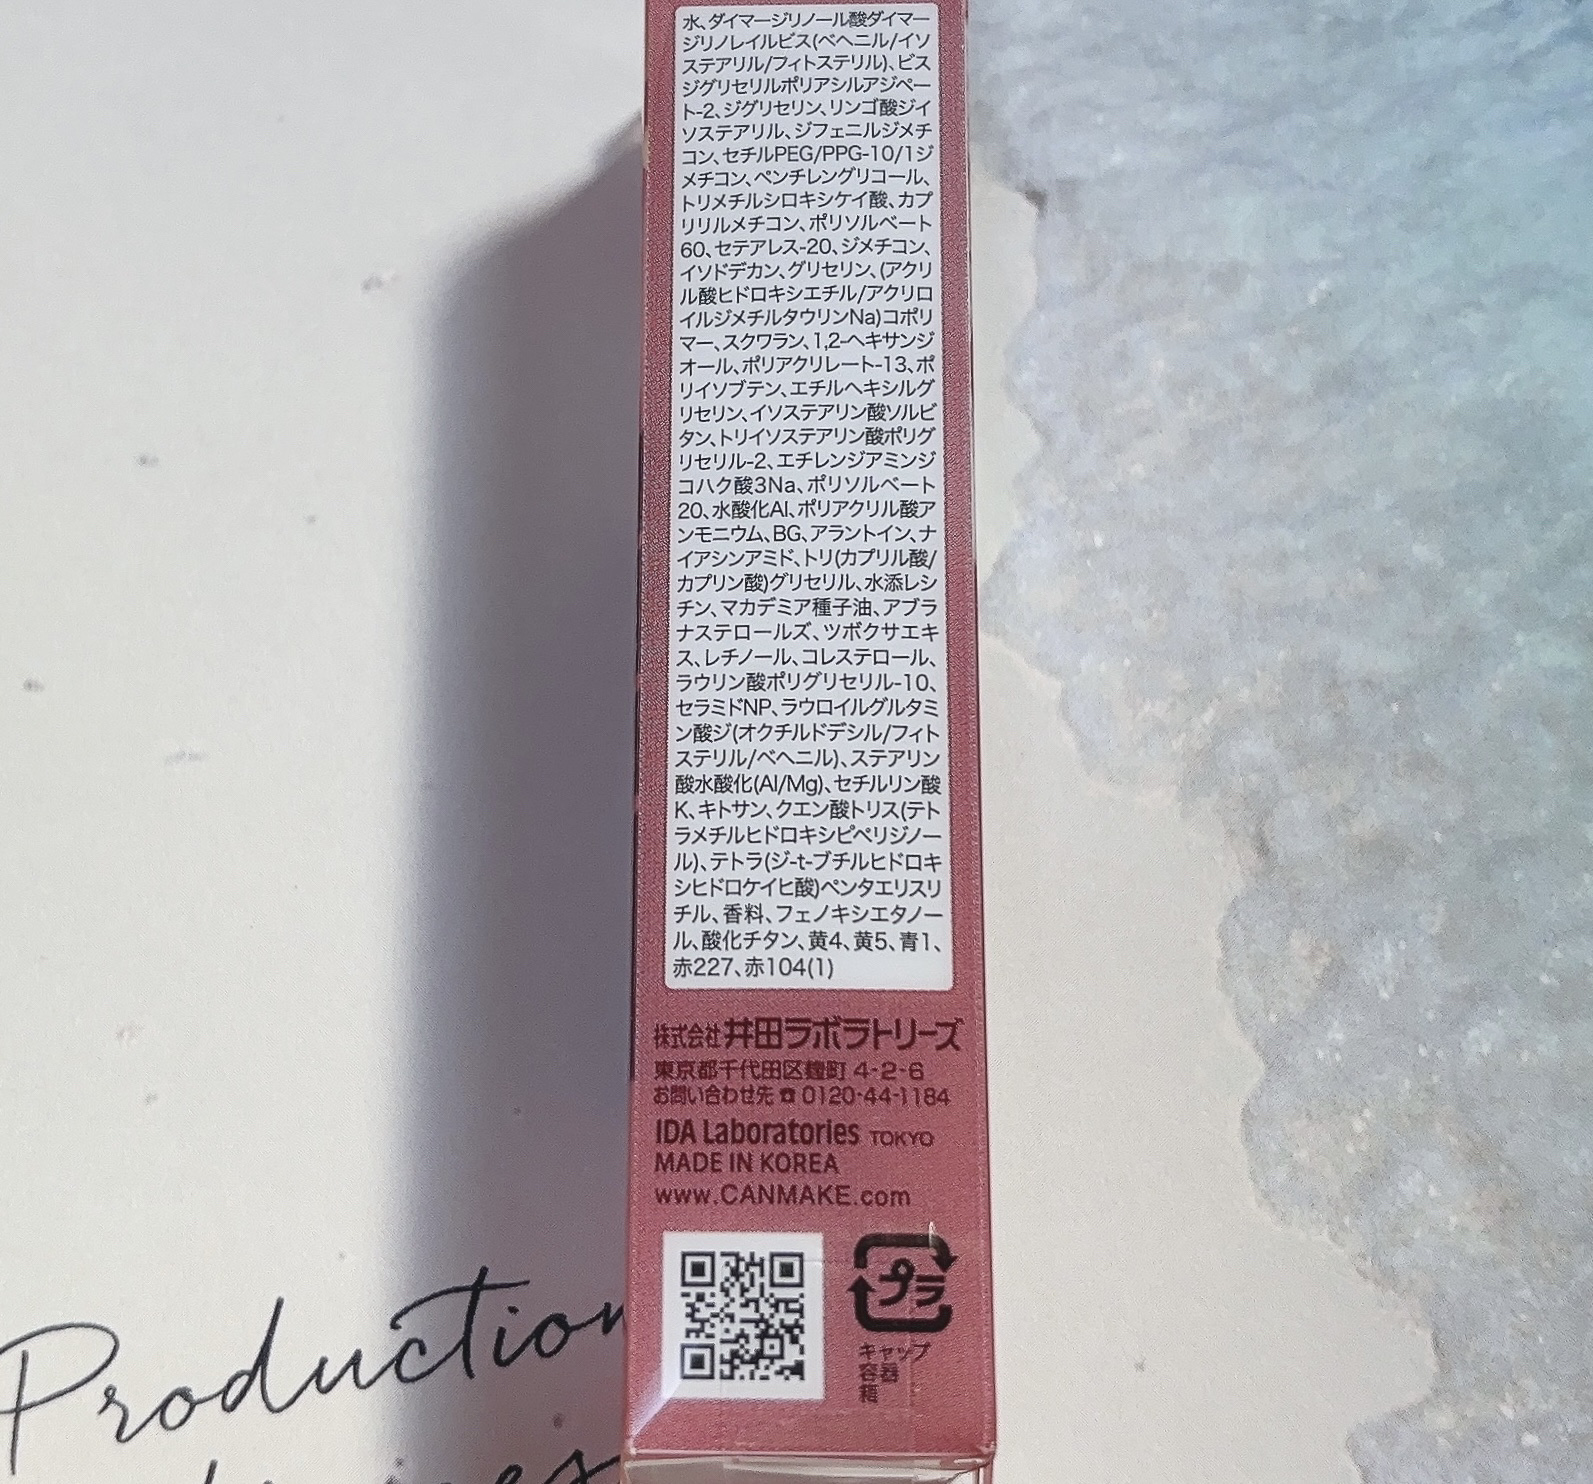 水、ダイマージリノール酸ダイマー
ジリノレイルビス(ベヘニル/イソ
ステアリル/フィトステリル)、ビス
ジグリセリルポリアシルアジペー
ト-2、ジグリセリン、リンゴ酸ジイ
ソステアリル、ジフェニルジメチ
コン、セチルPEG/PPG-10/1ジ
メチコン、ペンチレングリコール、
トリメチルシロキシケイ酸、カプ
リリルメチコン、ポリソルベート
60、セテアレス-20、ジメチコン、
イソドデカン、グリセリン、(アクリ
ル酸ヒドロキシエチル/アクリロ
イルジメチルタウリンNa)コポリ
マー、スクワラン、1,2-ヘキサンジ
オール、ポリアクリレート-13、ポ
リイソブテン、エチルヘキシルグ
リセリン、イソステアリン酸ソルビ
タン、トリイソステアリン酸ポリグ
リセリル-2、エチレンジアミンジ
コハク酸3Na、ポリソルベート
20、水酸化Al、ポリアクリル酸ア
ンモニウム、BG、アラントイン、ナ
イアシンアミド、トリ(カプリル酸/
カプリン酸)グリセリル、水添レシ
チン、マカデミア種子油、アブラ
ナステロールズ、ツボクサエキ
ス、レチノール、コレステロール、
ラウリン酸ポリグリセリル-10、
セラミドNP、ラウロイルグルタミ
ン酸ジ(オクチルドデシル/フィト
ステリル/ベヘニル)、ステアリン
酸水酸化(Al/Mg)、セチルリン酸
K、キトサン、クエン酸トリス(テト
ラメチルヒドロキシピペリジノー
ル)、テトラ(ジ-t-ブチルヒドロキ
シヒドロケイヒ酸)ペンタエリスリ
チル、香料、フェノキシエタノー
ル、酸化チタン、黄4、黄5、青1、
赤227、赤104(1)
株式会社 井田ラボラトリーズ
東京都千代田区麹町 4-2-6
お問い合わせ先 ☎ 0120-44-1184
IDA Laboratories TOKYO
MADE IN KOREA
www.CANMAKE.com
プラ
キャップ
容器
栓
Production